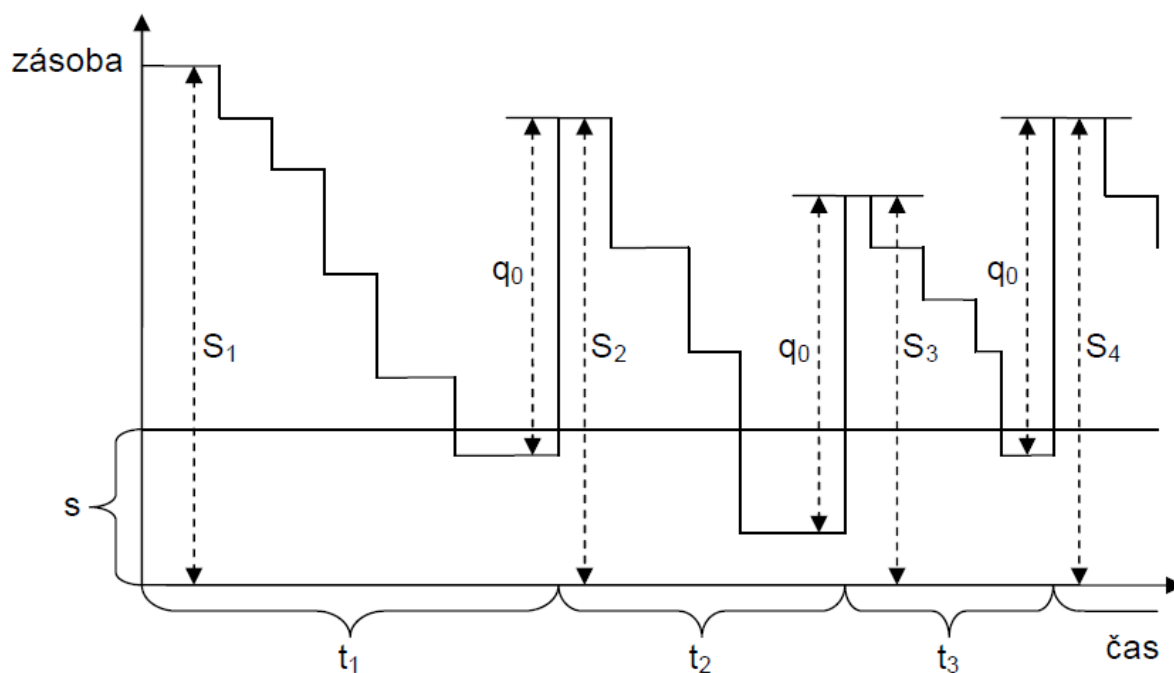 zásoba
q₀
q₀
S₁
S₂
q₀
S₃
S₄
s
t₁
t₂
t₃
čas